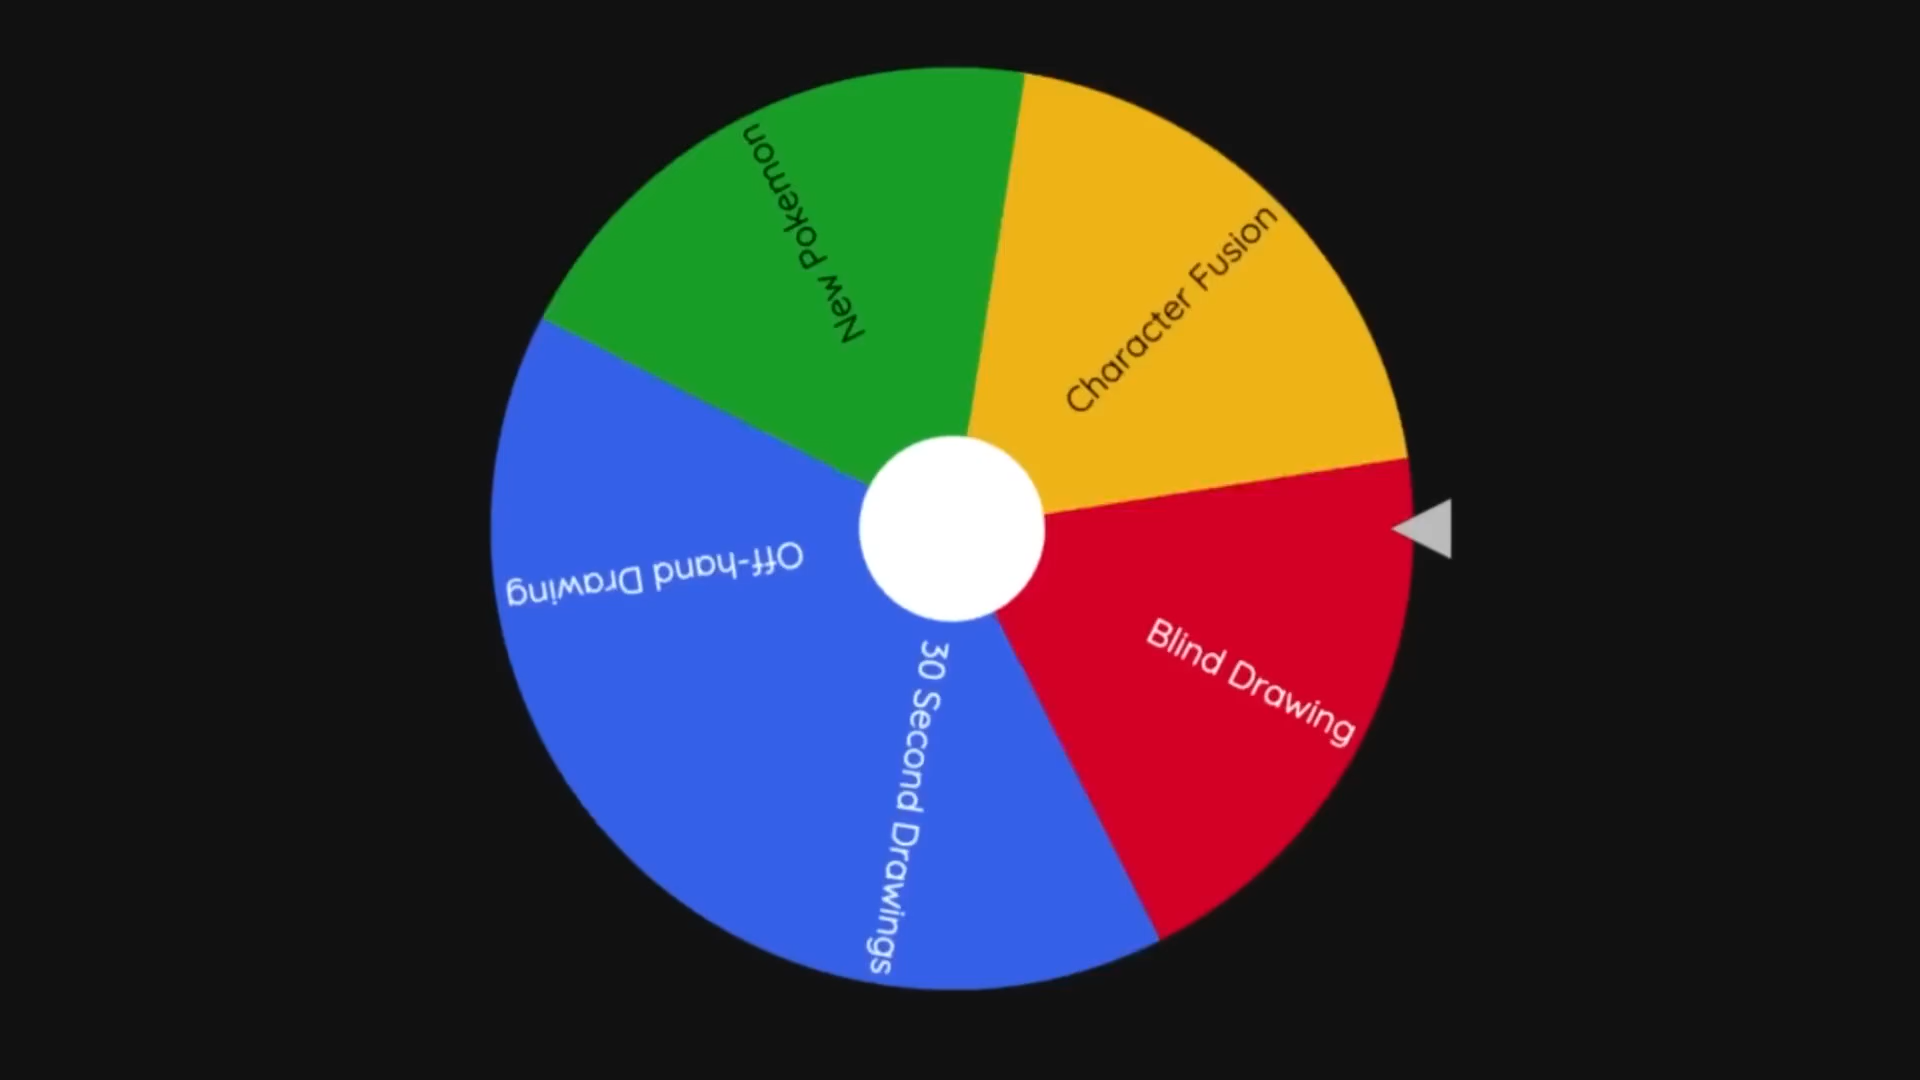 New Pokemon
Character Fusion
Off-hand Drawing
Blind Drawing
30 Second Drawings